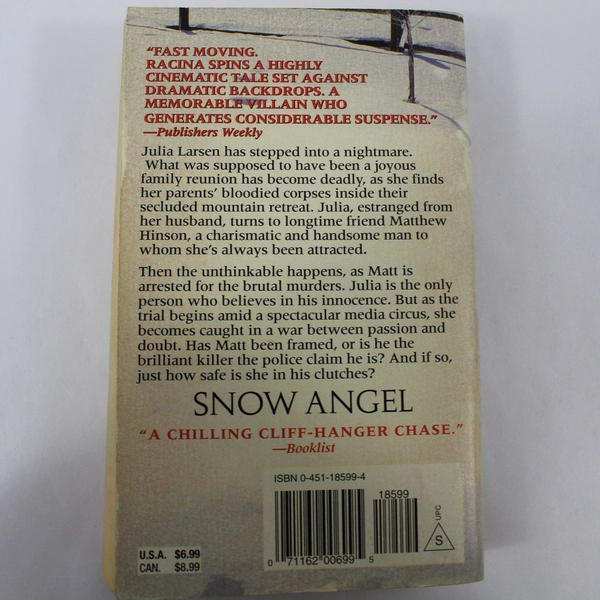 “FAST MOVING.
RACINA SPINS A HIGHLY
CINEMATIC TALE SET AGAINST
DRAMATIC BACKDROPS. A
MEMORABLE VILLAIN WHO
GENERATES CONSIDERABLE SUSPENSE.”
—Publishers Weekly
Julia Larsen has stepped into a nightmare.
What was supposed to have been a joyous
family reunion has become deadly, as she finds
her parents’ bloodied corpses inside their
secluded mountain retreat. Julia, estranged from
her husband, turns to longtime friend Matthew
Hinson, a charismatic and handsome man to
whom she’s always been attracted.
Then the unthinkable happens, as Matt is
arrested for the brutal murders. Julia is the only
person who believes in his innocence. But as the
trial begins amid a spectacular media circus, she
becomes caught in a war between passion and
doubt. Has Matt been framed, or is he the
brilliant killer the police claim he is? And if so,
just how safe is she in his clutches?
SNOW ANGEL
“A CHILLING CLIFF-HANGER CHASE.”
—Booklist
ISBN 0-451-18599-4
18599
0 71162 00699 5
UPC
S
U.S.A. $6.99
CAN. $8.99